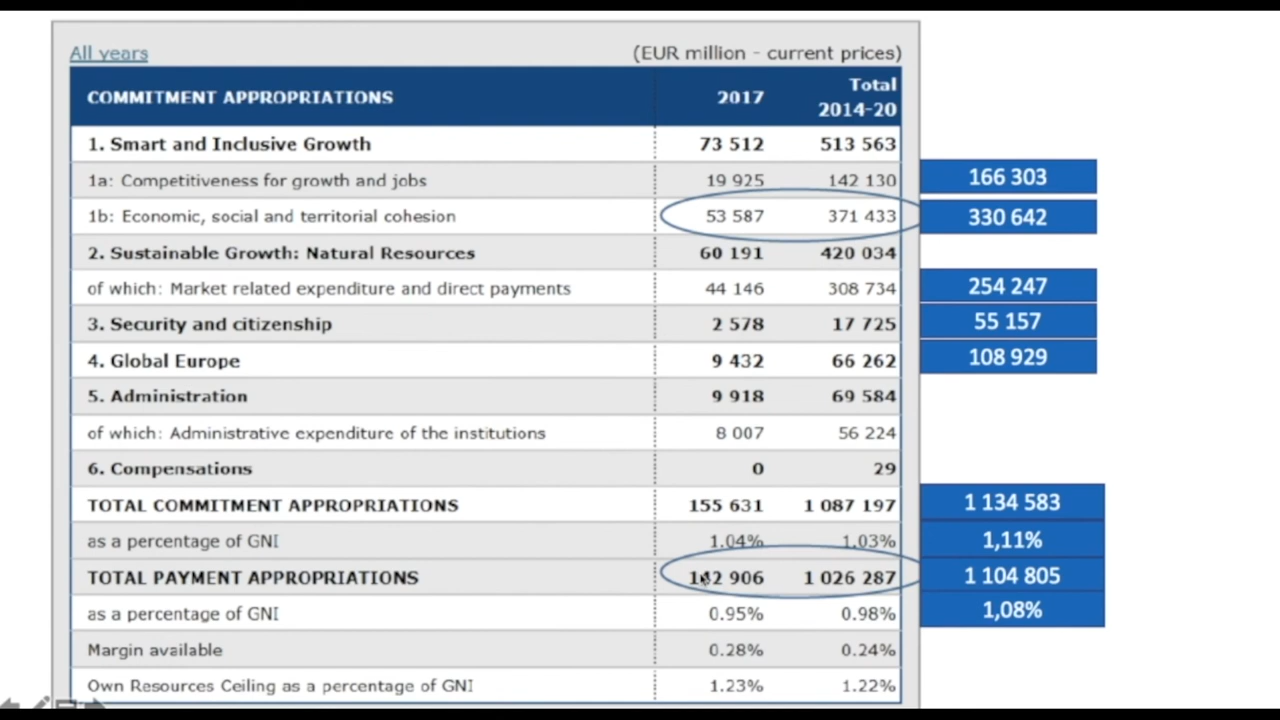 All years (EUR million - current prices)
COMMITMENT APPROPRIATIONS 2017 Total 2014-20
1. Smart and Inclusive Growth 73 512 513 563
1a: Competitiveness for growth and jobs 19 925 142 130 166 303
1b: Economic, social and territorial cohesion 53 587 371 433 330 642
2. Sustainable Growth: Natural Resources 60 191 420 034
of which: Market related expenditure and direct payments 44 146 308 734 254 247
3. Security and citizenship 2 578 17 725 55 157
4. Global Europe 9 432 66 262 108 929
5. Administration 9 918 69 584
of which: Administrative expenditure of the institutions 8 007 56 224
6. Compensations 0 29
TOTAL COMMITMENT APPROPRIATIONS 155 631 1 087 197 1 134 583
as a percentage of GNI 1.04% 1.03% 1,11%
TOTAL PAYMENT APPROPRIATIONS 142 906 1 026 287 1 104 805
as a percentage of GNI 0.95% 0.98% 1,08%
Margin available 0.28% 0.24%
Own Resources Ceiling as a percentage of GNI 1.23% 1.22%